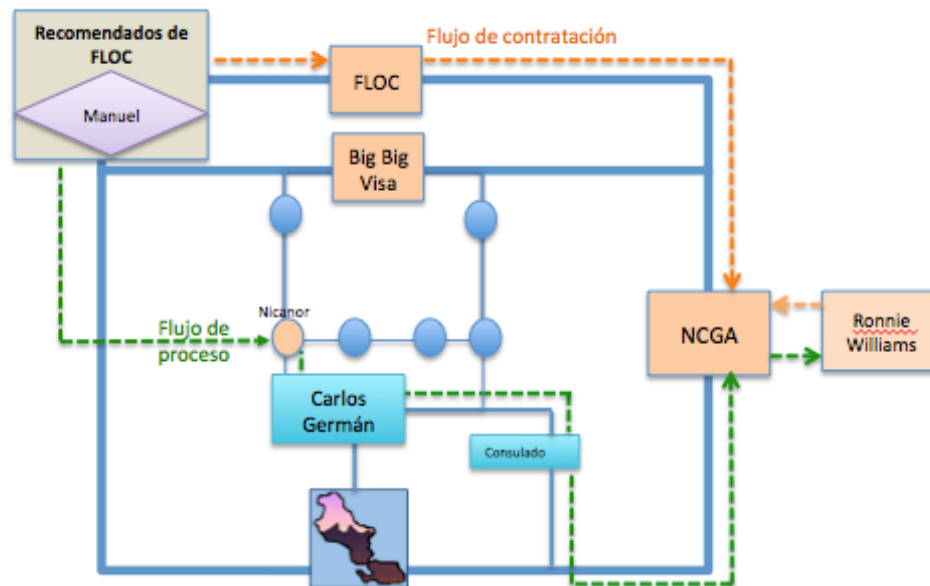 Recomendados de
FLOC
Manuel
Flujo de contratación
FLOC
Big Big
Visa
Nicanor
Flujo de
proceso
NCGA
Ronnie
Williams
Carlos
Germán
Consulado